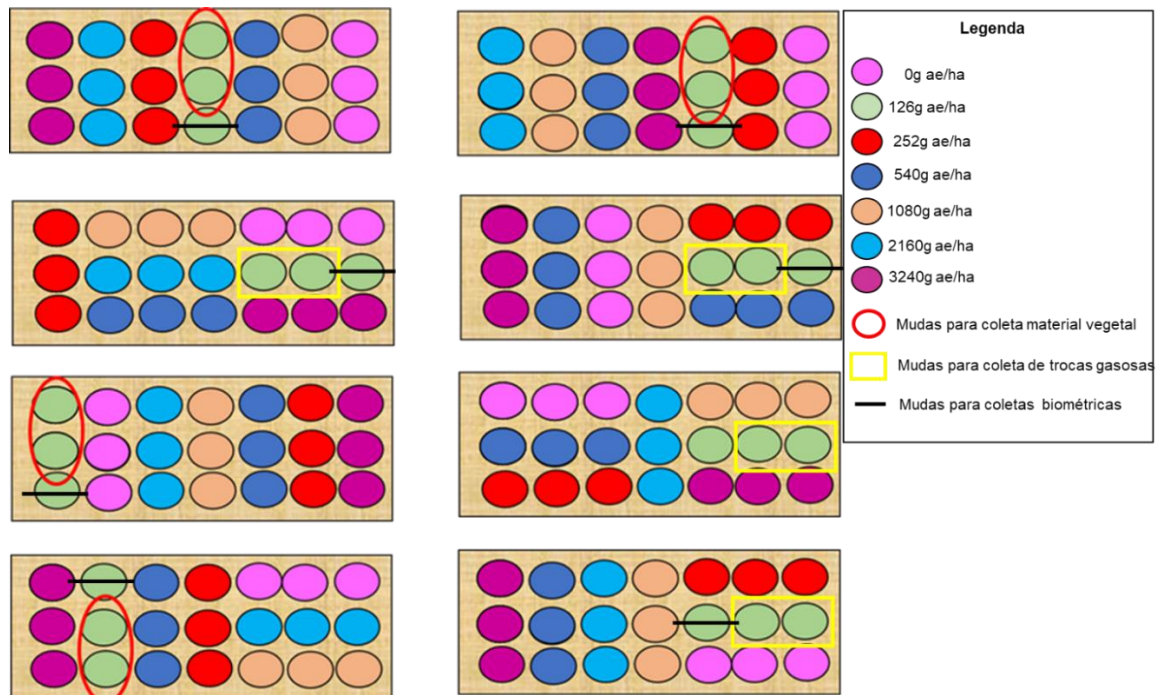 Legenda
0g ae/ha
126g ae/ha
252g ae/ha
540g ae/ha
1080g ae/ha
2160g ae/ha
3240g ae/ha
Mudas para coleta material vegetal
Mudas para coleta de trocas gasosas
Mudas para coletas biométricas